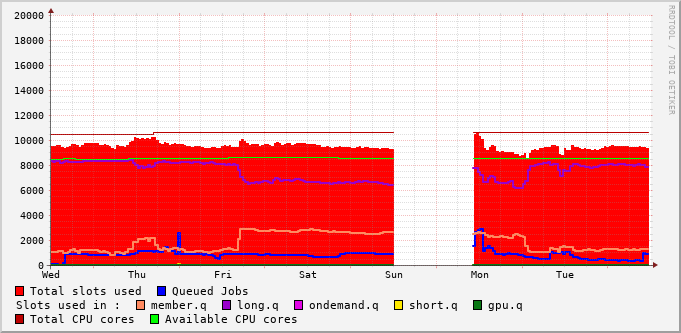 20000
18000
16000
14000
12000
10000
8000
6000
4000
2000
0
Wed Thu Fri Sat Sun Mon Tue
RRDTOOL / TOBI OETIKER
Total slots used Queued Jobs
Slots used in : member.q long.q ondemand.q short.q gpu.q
Total CPU cores Available CPU cores